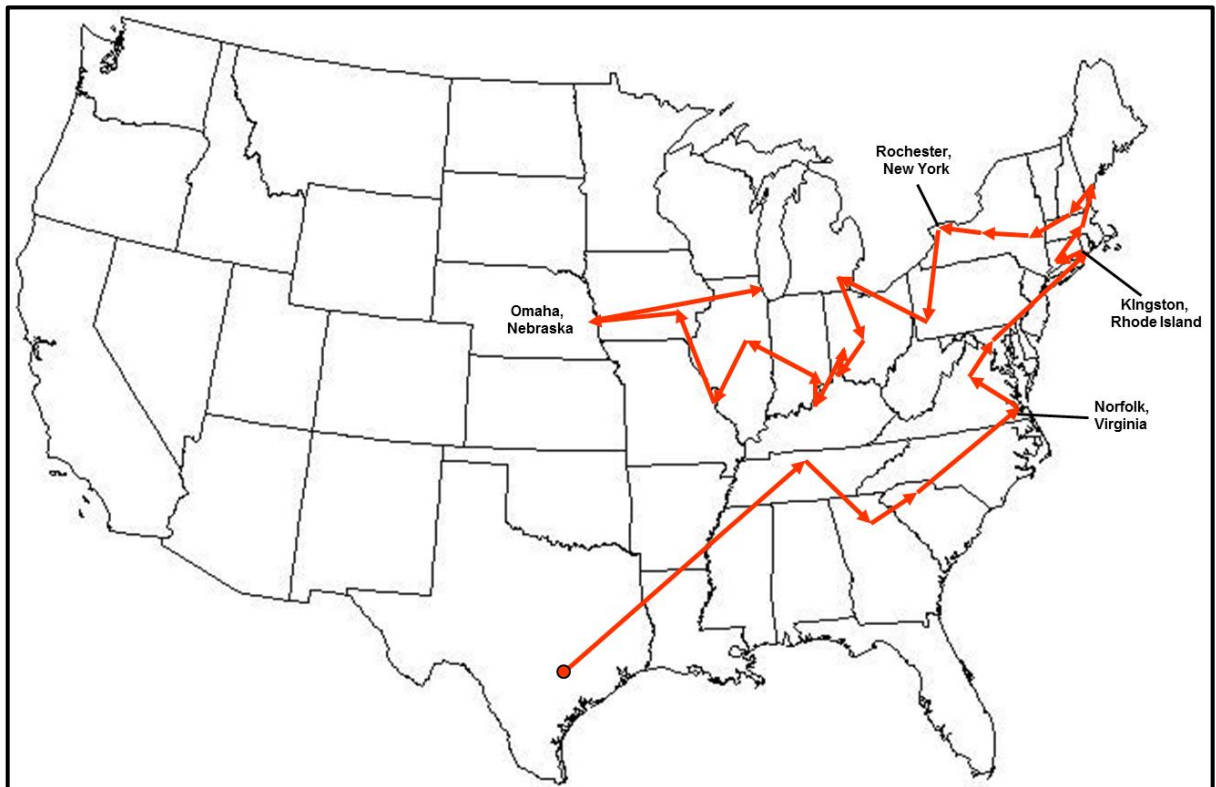 Rochester,
New York
Omaha,
Nebraska
KIngston,
Rhode Island
Norfolk,
Virginia